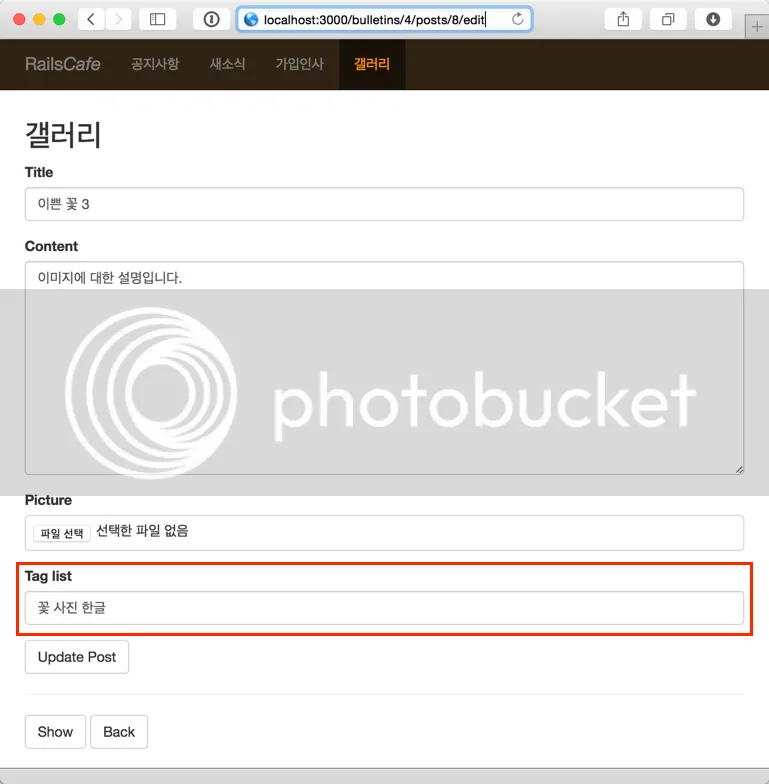 localhost:3000/bulletins/4/posts/8/edit
RailsCafe 공지사항 새소식 가입인사 갤러리
갤러리
Title
이쁜 꽃 3
Content
이미지에 대한 설명입니다.
photobucket
Picture
파일 선택 선택한 파일 없음
Tag list
꽃 사진 한글
Update Post
Show Back